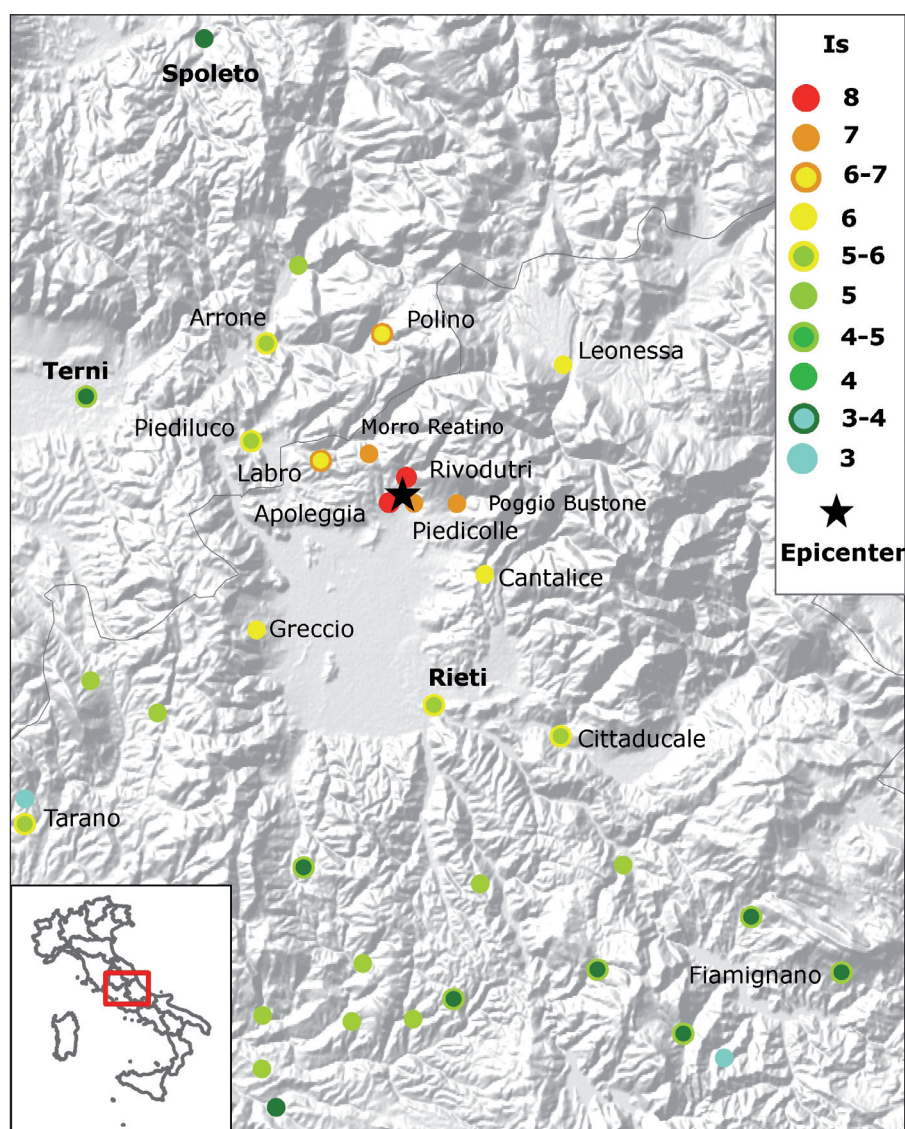 Is
Spoleto
8
7
6-7
6
5-6
5
4-5
4
3-4
3
Epicenter
Arrone
Polino
Terni
Leonessa
Piediluco
Morro Reatino
Labro
Rivodutri
Apoleggia
Poggio Bustone
Piedicolle
Cantalice
Greccio
Rieti
Cittaducale
Tarano
Fiamignano